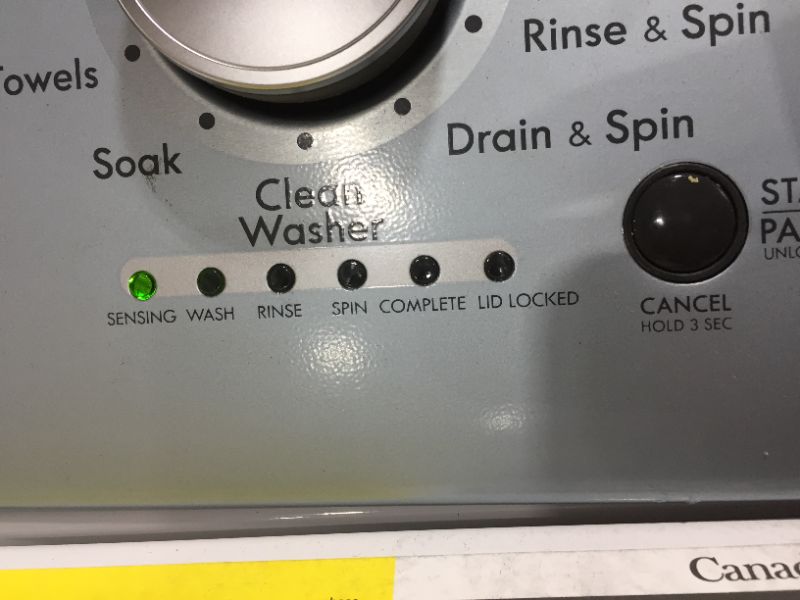 Rinse & Spin
Towels
Drain & Spin
Soak
Clean
Washer
SENSING WASH RINSE SPIN COMPLETE LID LOCKED
CANCEL
HOLD 3 SEC